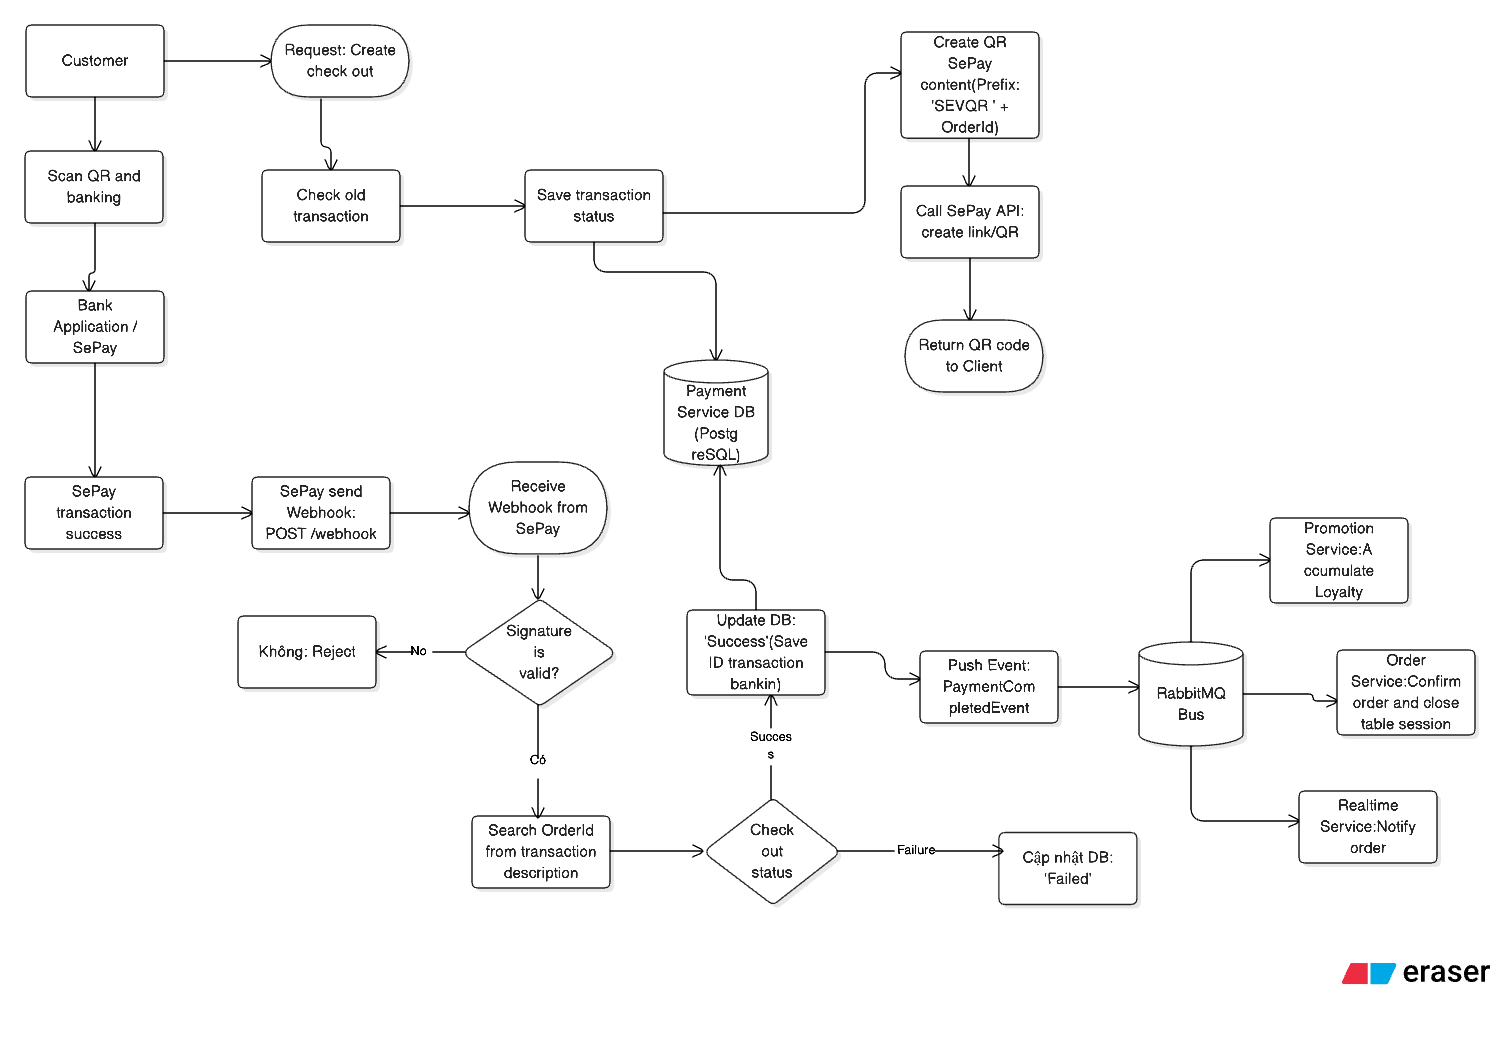 Customer
Request: Create
check out
Create QR
SePay
content(Prefix:
'SEVQR ' +
OrderId)
Scan QR and
banking
Check old
transaction
Save transaction
status
Call SePay API:
create link/QR
Bank
Application /
SePay
Return QR code
to Client
Payment
Service DB
(Postg
reSQL)
SePay
transaction
success
SePay send
Webhook:
POST /webhook
Receive
Webhook from
SePay
Promotion
Service:A
ccumulate
Loyalty
Không: Reject
No
Signature
is
valid?
Update DB:
'Success'(Save
ID transaction
bankin)
Push Event:
PaymentCom
pletedEvent
RabbitMQ
Bus
Order
Service:Confirm
order and close
table session
Có
Succes
s
Search OrderId
from transaction
description
Check
out
status
Failure
Cập nhật DB:
'Failed'
Realtime
Service:Notify
order
eraser